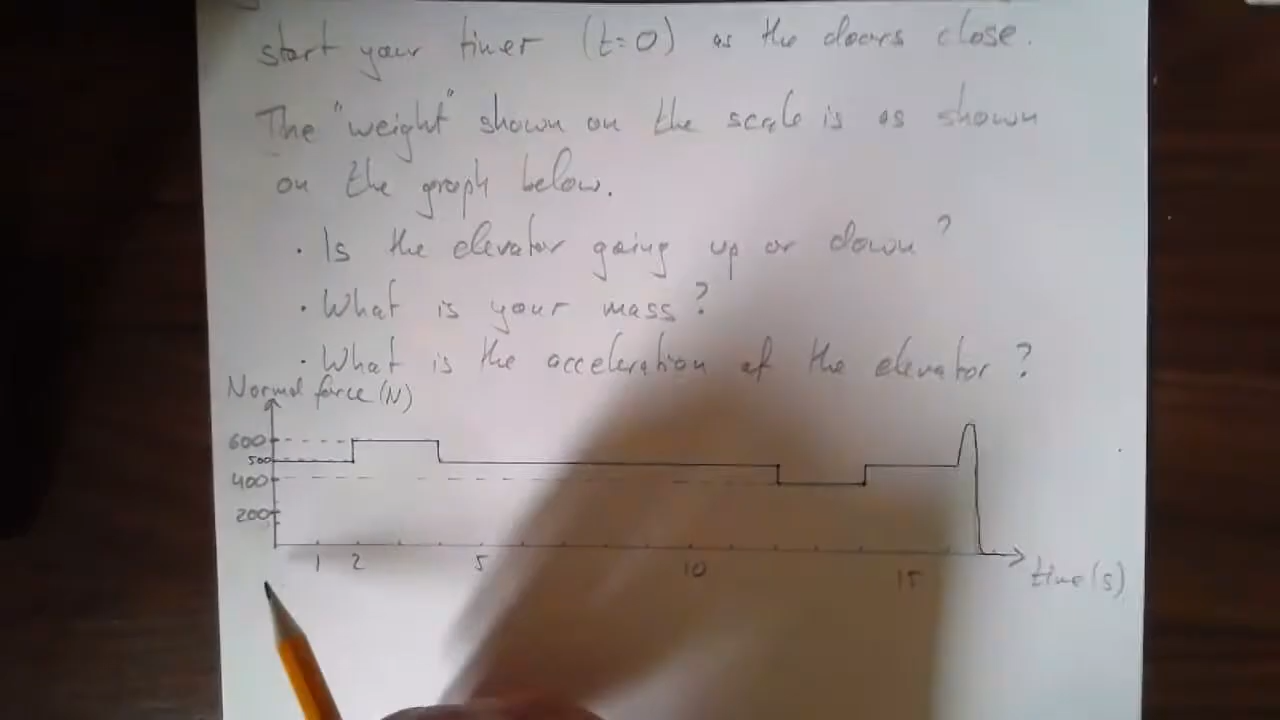 start your timer (t=0) as the doors close.
The "weight" shown on the scale is as shown
on the graph below.
· Is the elevator going up or down?
· What is your mass?
· What is the acceleration of the elevator?
Normal force (N)
600
500
400
200
1 2 5 10 15
time (s)